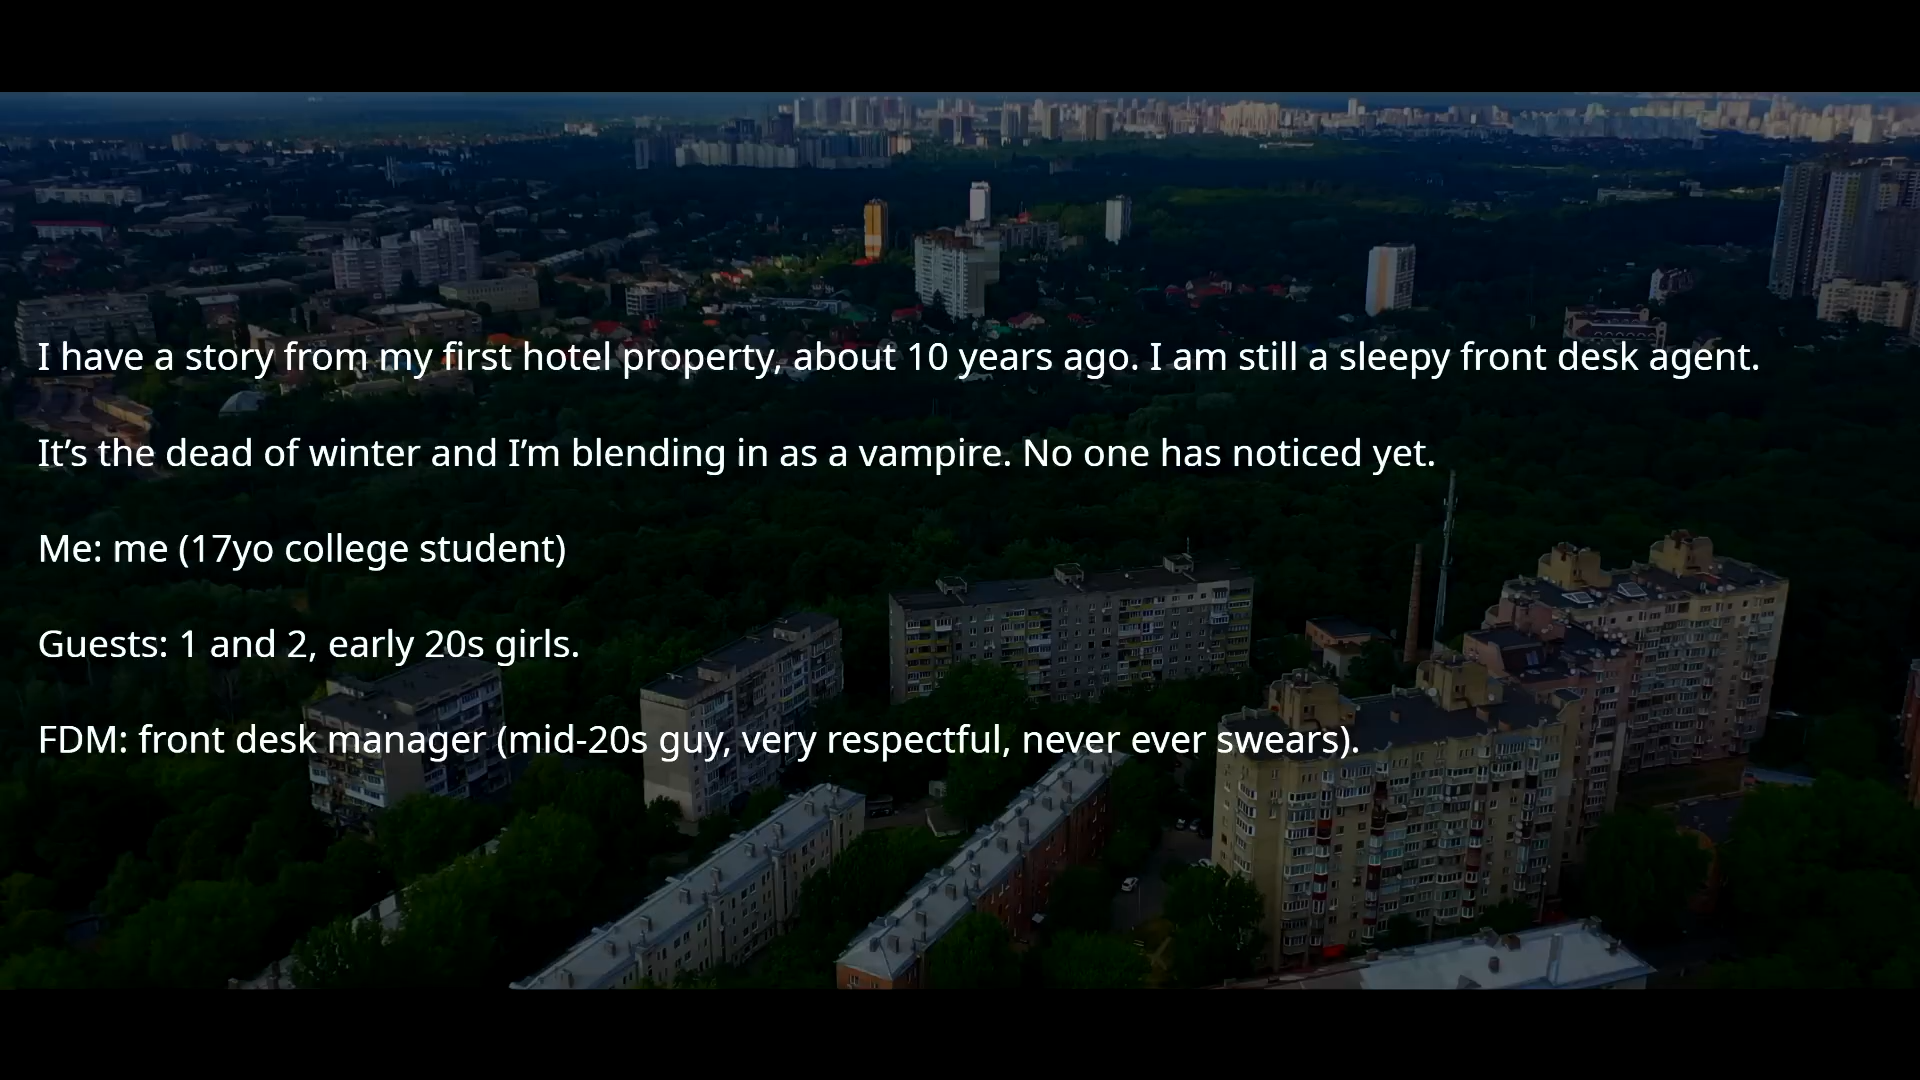 I have a story from my first hotel property, about 10 years ago. I am still a sleepy front desk agent.
It’s the dead of winter and I’m blending in as a vampire. No one has noticed yet.
Me: me (17yo college student)
Guests: 1 and 2, early 20s girls.
FDM: front desk manager (mid-20s guy, very respectful, never ever swears).